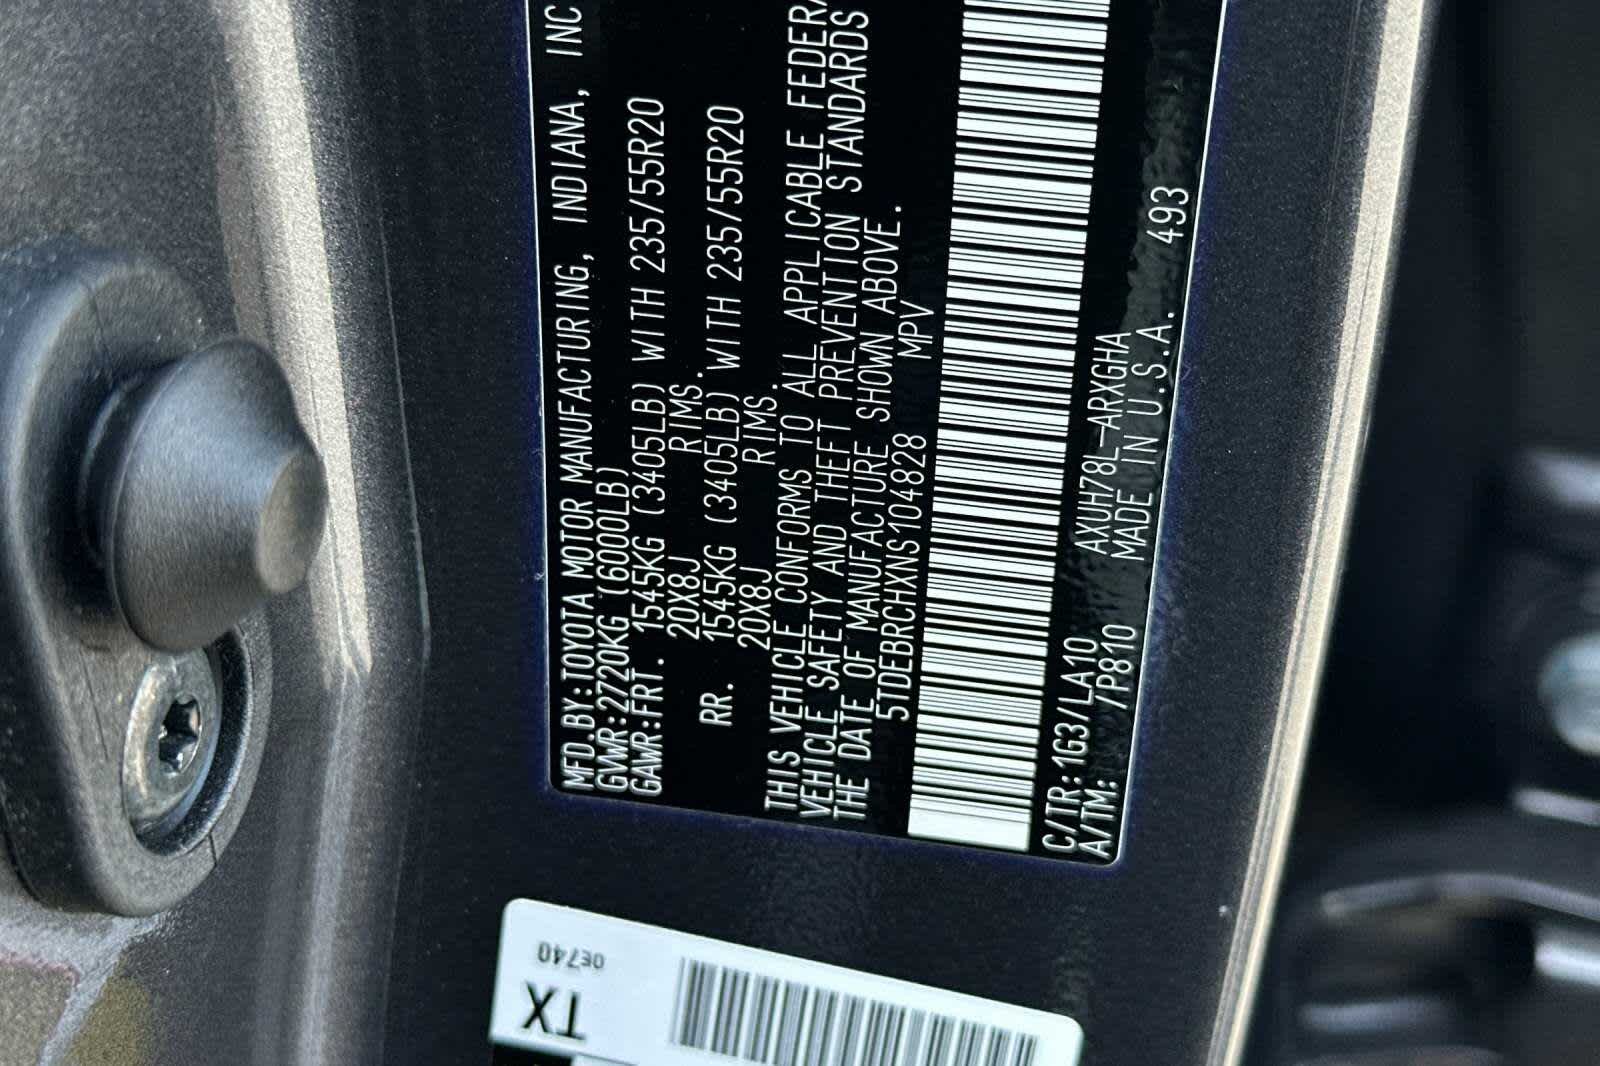 MFD.BY:TOYOTA MOTOR MANUFACTURING, INDIANA, INC
GVWR:2720KG (6000LB)
GAWR:FRT. 1545KG (3405LB) WITH 235/55R20
20X8J RIMS.
RR. 1545KG (3405LB) WITH 235/55R20
20X8J RIMS.
THIS VEHICLE CONFORMS TO ALL APPLICABLE FEDERA
VEHICLE SAFETY AND THEFT PREVENTION STANDARDS
THE DATE OF MANUFACTURE SHOWN ABOVE.
5TDEBRCHXNS104828 MPV
C/TR:1G3/LA10 AXUH78L-ARXGHA
A/TM: /P810 MADE IN U.S.A. 493
0E740
TX